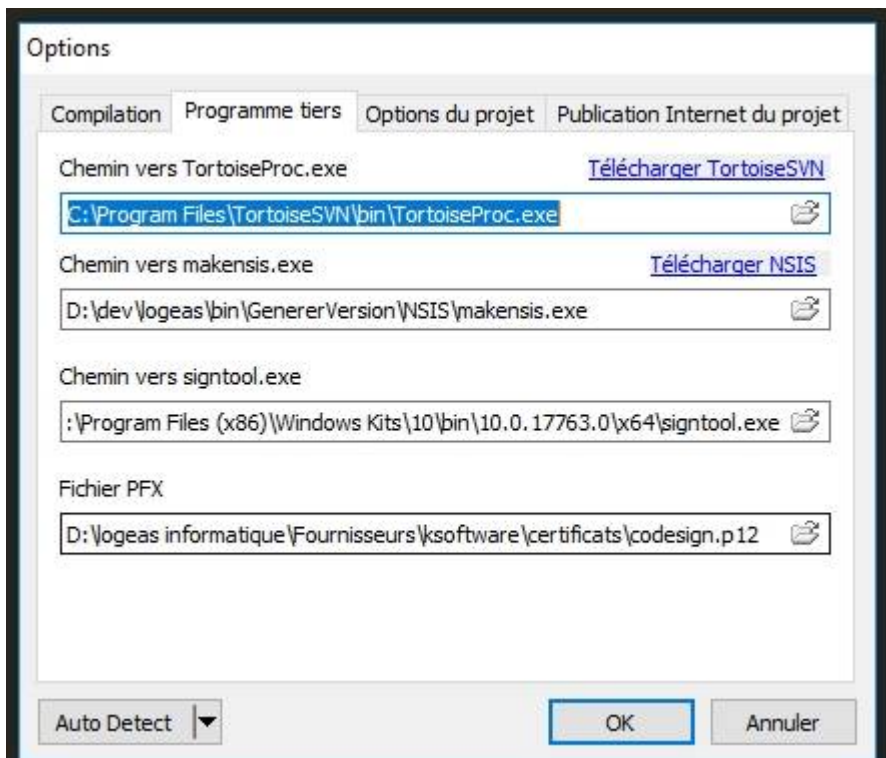 Options
Compilation Programme tiers Options du projet Publication Internet du projet
Chemin vers TortoiseProc.exe Télécharger TortoiseSVN
C:\Program Files\TortoiseSVN\bin\TortoiseProc.exe
Chemin vers makensis.exe Télécharger NSIS
D:\dev\logeas\bin\GenererVersion\NSIS\makensis.exe
Chemin vers signtool.exe
:\Program Files (x86)\Windows Kits\10\bin\10.0.17763.0\x64\signtool.exe
Fichier PFX
D:\logeas informatique\Fournisseurs\ksoftware\certificats\codesign.p12
Auto Detect OK Annuler